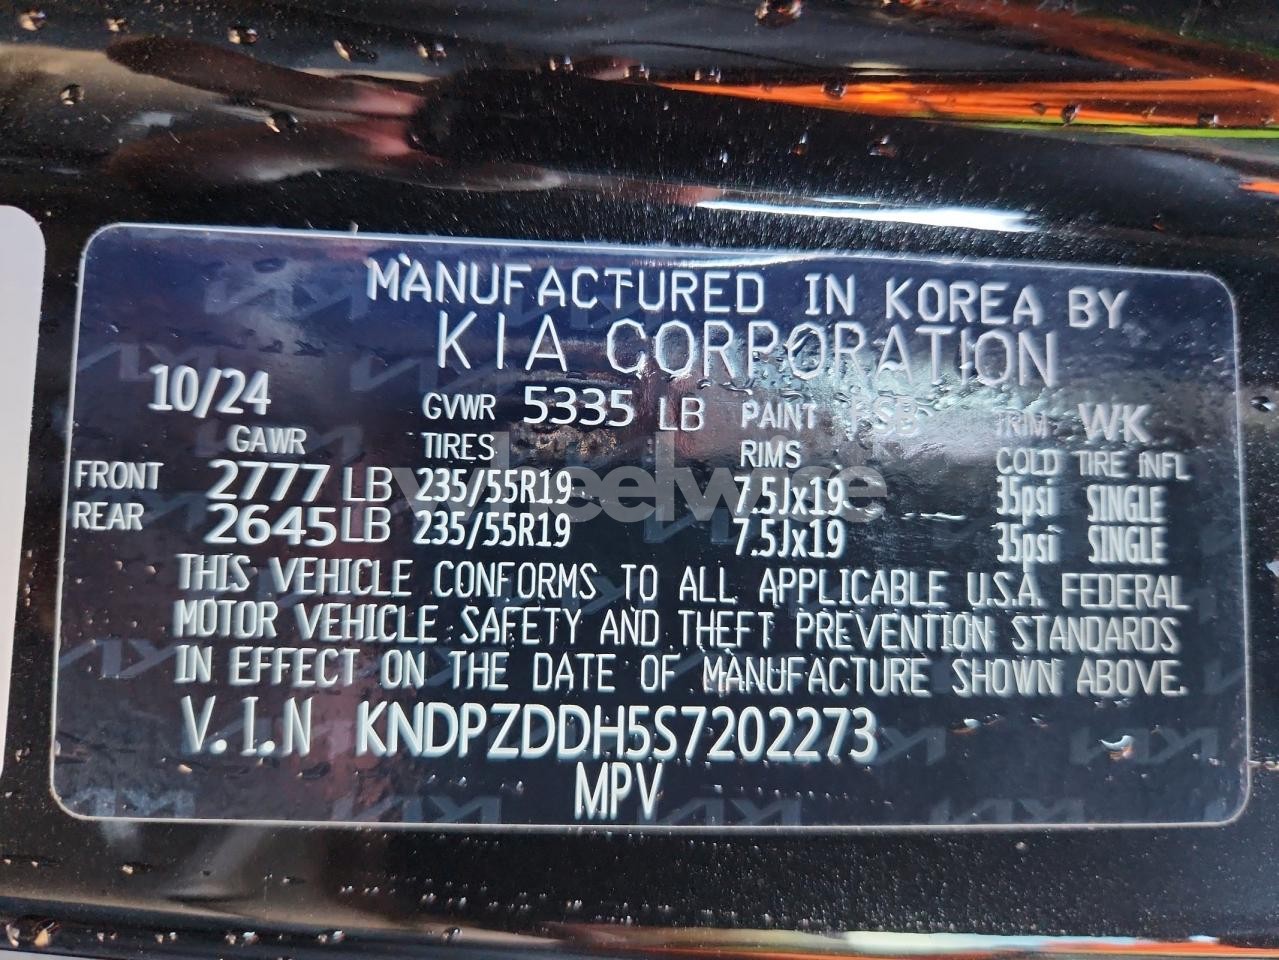 MANUFACTURED IN KOREA BY
KIA CORPORATION
10/24 GVWR 5335 LB PAINT FSB TRIM WK
GAWR TIRES RIMS COLD TIRE INFL
FRONT 2777 LB 235/55R19 7.5Jx19 35psi SINGLE
REAR 2645LB 235/55R19 7.5Jx19 35psi SINGLE
THIS VEHICLE CONFORMS TO ALL APPLICABLE U.S.A. FEDERAL
MOTOR VEHICLE SAFETY AND THEFT PREVENTION STANDARDS
IN EFFECT ON THE DATE OF MANUFACTURE SHOWN ABOVE.
V.I.N KNDPZDDH5S7202273
MPV
wheelwise